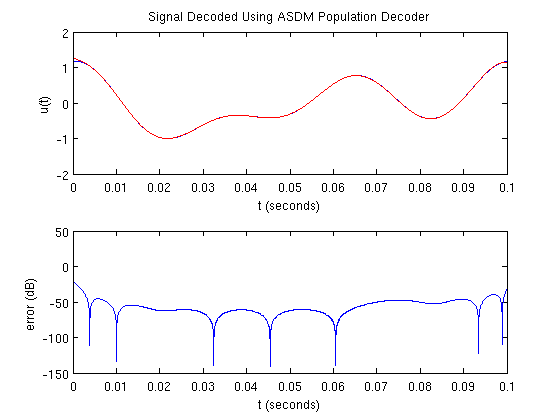 Signal Decoded Using ASDM Population Decoder
2
1
0
-1
-2
u(t)
0 0.01 0.02 0.03 0.04 0.05 0.06 0.07 0.08 0.09 0.1
t (seconds)
50
0
-50
-100
-150
error (dB)
0 0.01 0.02 0.03 0.04 0.05 0.06 0.07 0.08 0.09 0.1
t (seconds)